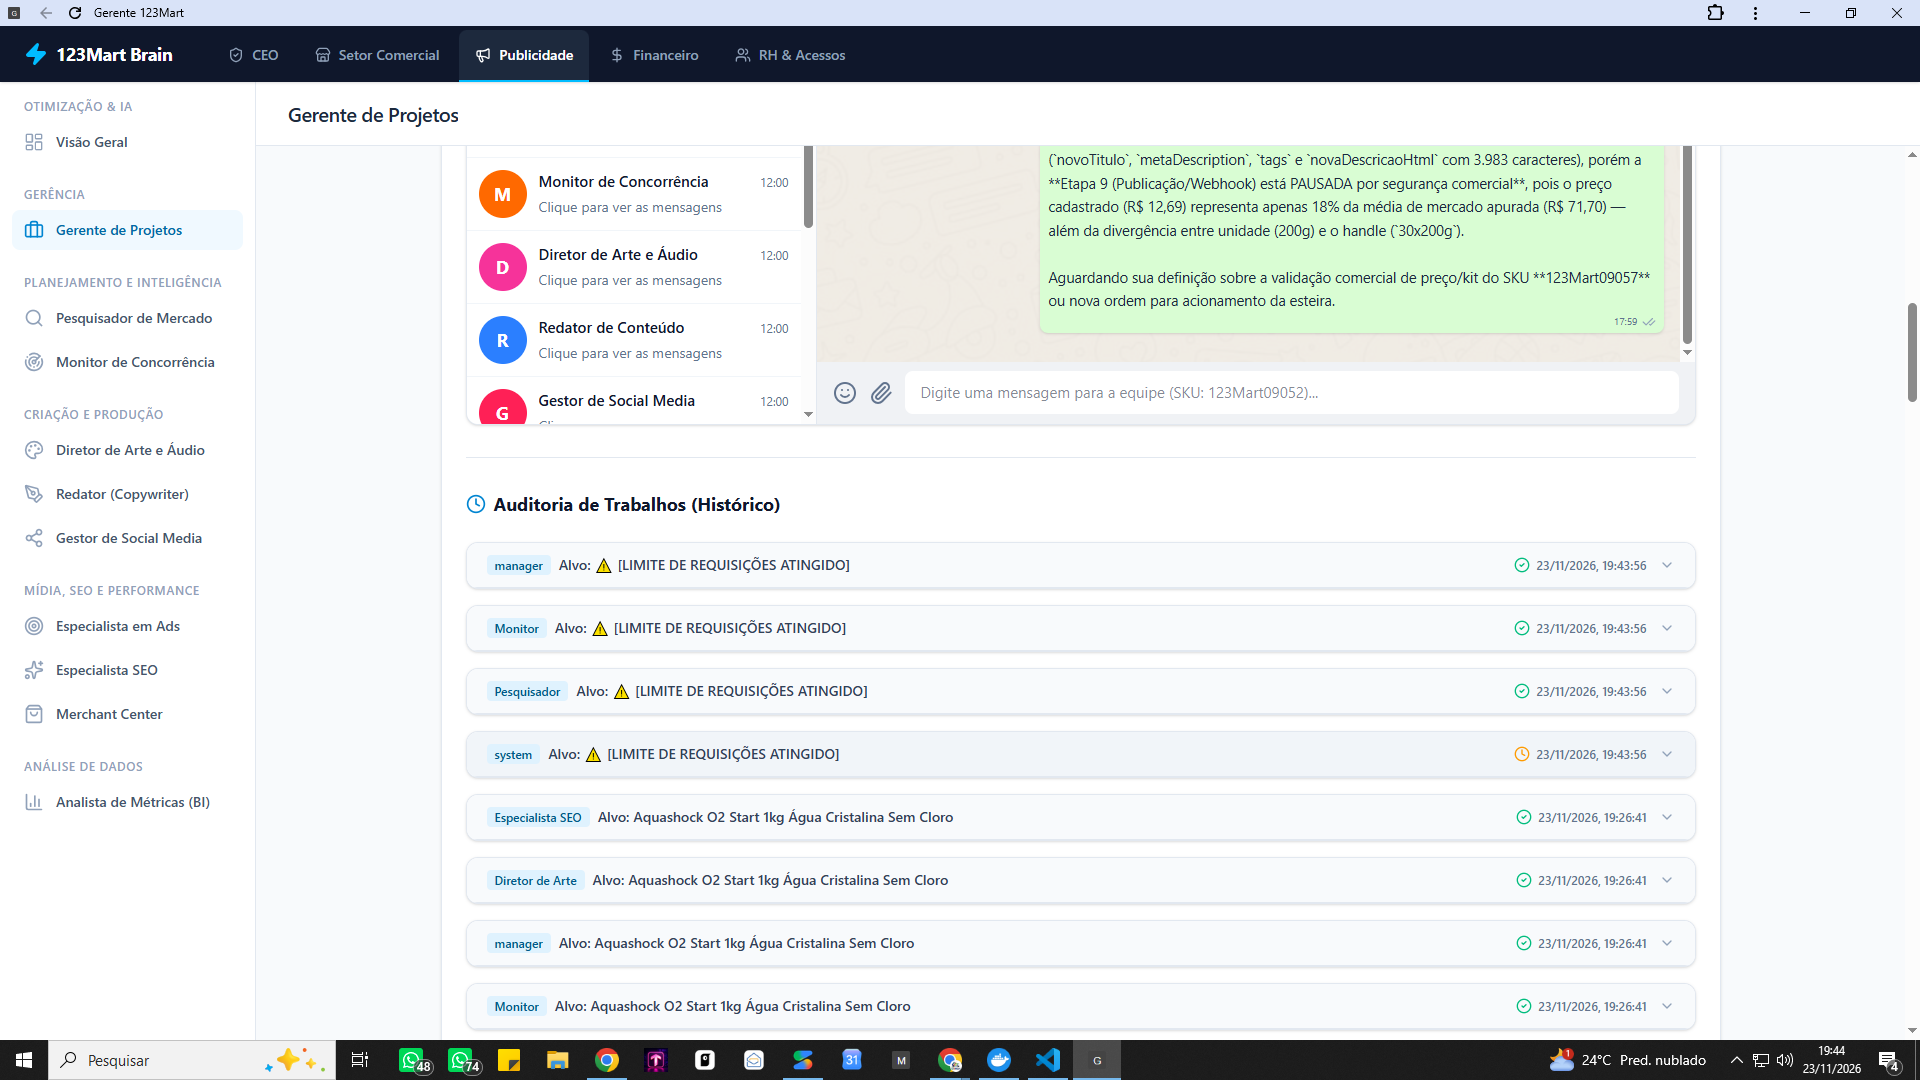 Gerente 123Mart
123Mart Brain
CEO
Setor Comercial
Publicidade
Financeiro
RH & Acessos
OTIMIZAÇÃO & IA
Visão Geral
GERÊNCIA
Gerente de Projetos
PLANEJAMENTO E INTELIGÊNCIA
Pesquisador de Mercado
Monitor de Concorrência
CRIAÇÃO E PRODUÇÃO
Diretor de Arte e Áudio
Redator (Copywriter)
Gestor de Social Media
MÍDIA, SEO E PERFORMANCE
Especialista em Ads
Especialista SEO
Merchant Center
ANÁLISE DE DADOS
Analista de Métricas (BI)
Gerente de Projetos
M
Monitor de Concorrência 12:00
Clique para ver as mensagens
D
Diretor de Arte e Áudio 12:00
Clique para ver as mensagens
R
Redator de Conteúdo 12:00
Clique para ver as mensagens
G
Gestor de Social Media 12:00
(`novoTitulo`, `metaDescription`, `tags` e `novaDescricaoHtml` com 3.983 caracteres), porém a
**Etapa 9 (Publicação/Webhook) está PAUSADA por segurança comercial**, pois o preço
cadastrado (R$ 12,69) representa apenas 18% da média de mercado apurada (R$ 71,70) —
além da divergência entre unidade (200g) e o handle (`30x200g`).
Aguardando sua definição sobre a validação comercial de preço/kit do SKU **123Mart09057**
ou nova ordem para acionamento da esteira.
17:59
Digite uma mensagem para a equipe (SKU: 123Mart09052)...
Auditoria de Trabalhos (Histórico)
manager Alvo: ⚠ [LIMITE DE REQUISIÇÕES ATINGIDO] 23/11/2026, 19:43:56
Monitor Alvo: ⚠ [LIMITE DE REQUISIÇÕES ATINGIDO] 23/11/2026, 19:43:56
Pesquisador Alvo: ⚠ [LIMITE DE REQUISIÇÕES ATINGIDO] 23/11/2026, 19:43:56
system Alvo: ⚠ [LIMITE DE REQUISIÇÕES ATINGIDO] 23/11/2026, 19:43:56
Especialista SEO Alvo: Aquashock O2 Start 1kg Água Cristalina Sem Cloro 23/11/2026, 19:26:41
Diretor de Arte Alvo: Aquashock O2 Start 1kg Água Cristalina Sem Cloro 23/11/2026, 19:26:41
manager Alvo: Aquashock O2 Start 1kg Água Cristalina Sem Cloro 23/11/2026, 19:26:41
Monitor Alvo: Aquashock O2 Start 1kg Água Cristalina Sem Cloro 23/11/2026, 19:26:41
Pesquisar
48
74
31
M
G
1
24°C Pred. nublado
19:44
23/11/2026
4